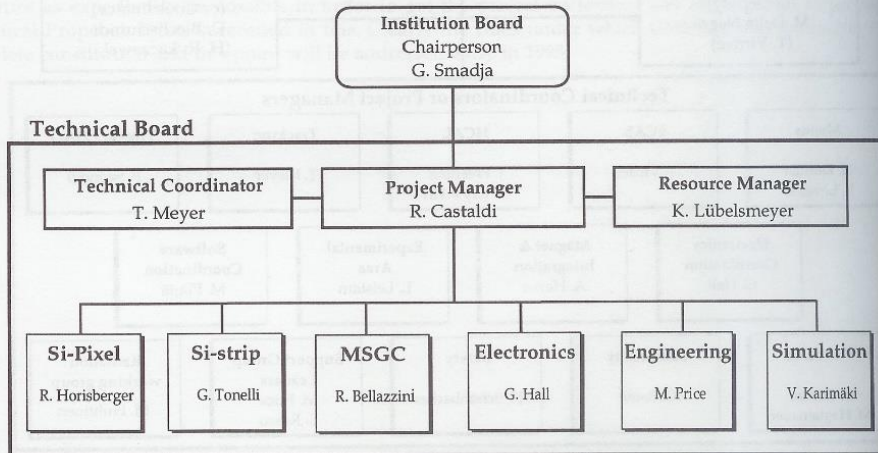 Institution Board
Chairperson
G. Smadja
Technical Board
Technical Coordinator
T. Meyer
Project Manager
R. Castaldi
Resource Manager
K. Lübelsmeyer
Si-Pixel
R. Horisberger
Si-strip
G. Tonelli
MSGC
R. Bellazzini
Electronics
G. Hall
Engineering
M. Price
Simulation
V. Karimäki